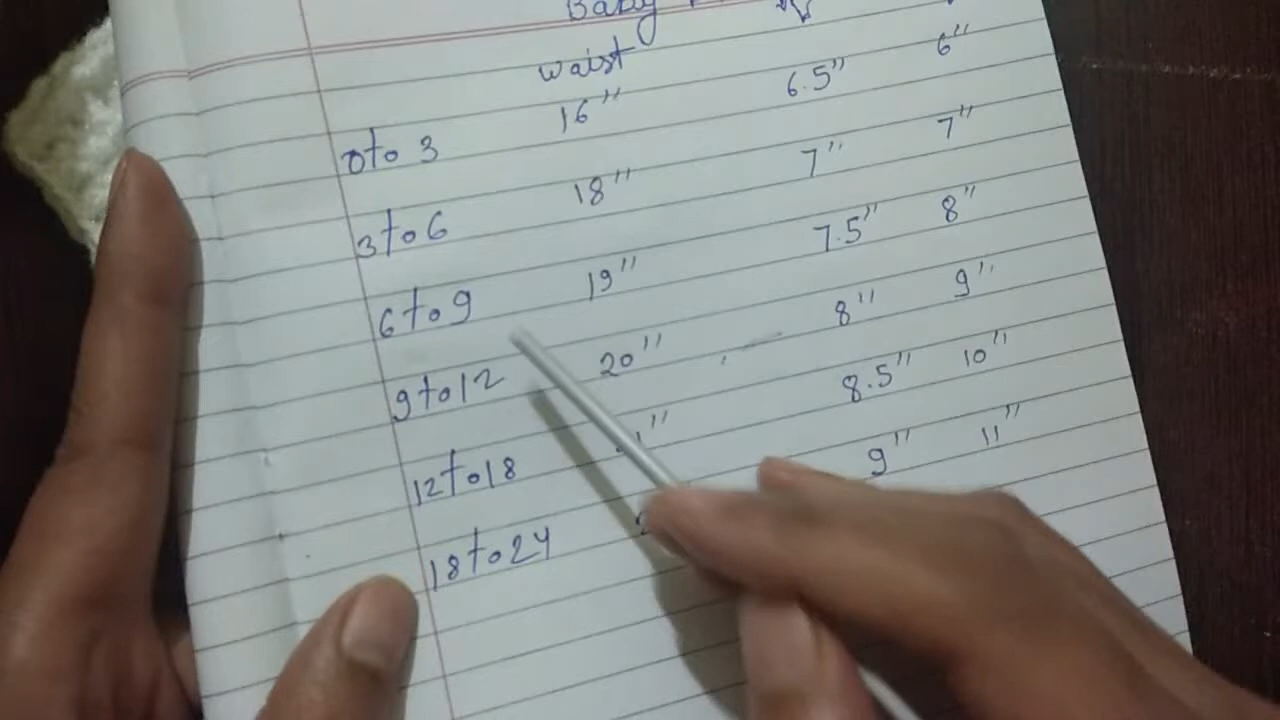 Baby
waist
0 to 3 16" 6.5" 6"
3 to 6 18" 7" 7"
6 to 9 19" 7.5" 8"
9 to 12 20" 8" 9"
12 to 18 8.5" 10"
18 to 24 9" 11"